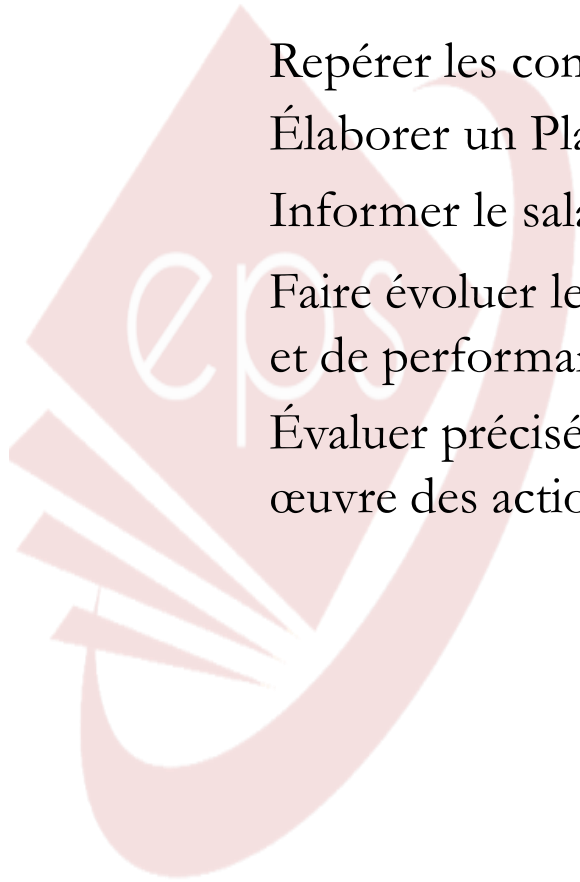 Repérer les con
Élaborer un Pla
Informer le sala
Faire évoluer le
et de performa
Évaluer précisé
œuvre des actio
eps